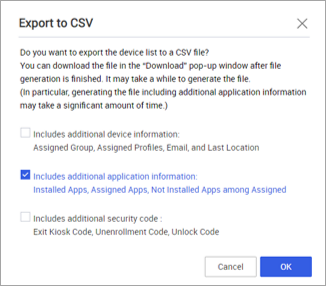 Export to CSV
Do you want to export the device list to a CSV file?
You can download the file in the “Download” pop-up window after file
generation is finished. It may take a while to generate the file.
(In particular, generating the file including additional application information
may take a significant amount of time.)
Includes additional device information:
Assigned Group, Assigned Profiles, Email, and Last Location
Includes additional application information:
Installed Apps, Assigned Apps, Not Installed Apps among Assigned
Includes additional security code :
Exit Kiosk Code, Unenrollment Code, Unlock Code
Cancel OK